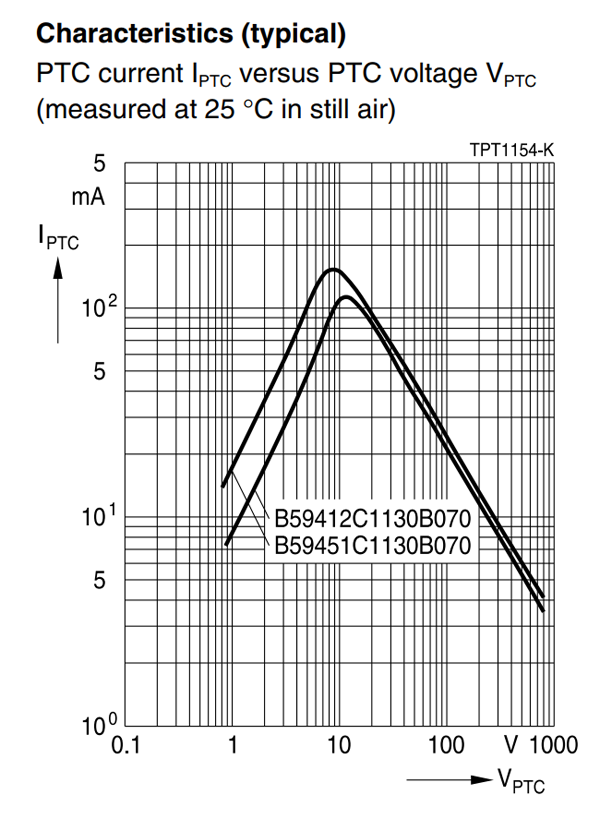 Characteristics (typical)
PTC current IPTC versus PTC voltage VPTC
(measured at 25 °C in still air)
TPT1154-K
5
mA
IPTC
10²
5
B59412C1130B070
10¹
B59451C1130B070
5
10⁰
0.1 1 10 100 V 1000
VPTC